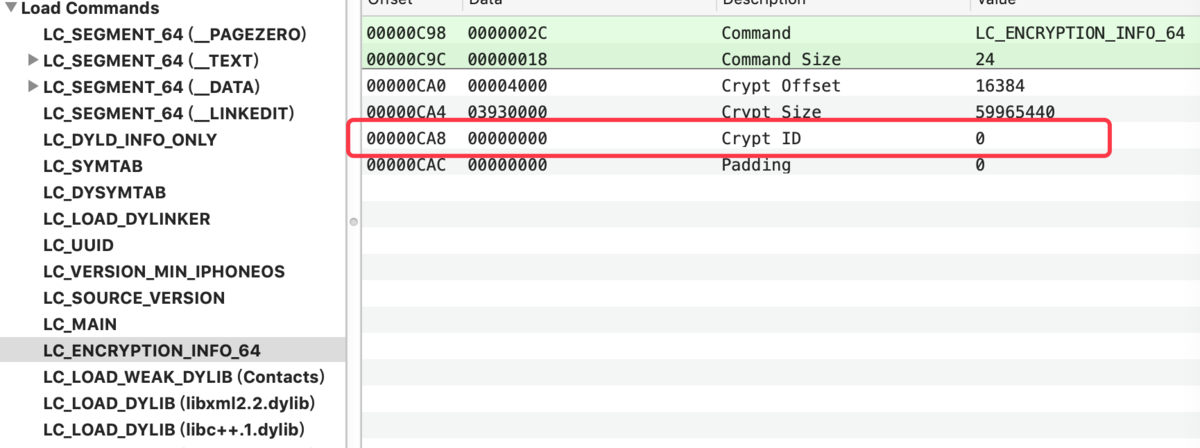 Load Commands
LC_SEGMENT_64 (__PAGEZERO)
LC_SEGMENT_64 (__TEXT)
LC_SEGMENT_64 (__DATA)
LC_SEGMENT_64 (__LINKEDIT)
LC_DYLD_INFO_ONLY
LC_SYMTAB
LC_DYSYMTAB
LC_LOAD_DYLINKER
LC_UUID
LC_VERSION_MIN_IPHONEOS
LC_SOURCE_VERSION
LC_MAIN
LC_ENCRYPTION_INFO_64
LC_LOAD_WEAK_DYLIB (Contacts)
LC_LOAD_DYLIB (libxml2.2.dylib)
LC_LOAD_DYLIB (libc++.1.dylib)
Offset Data Description Value
00000C98 0000002C Command LC_ENCRYPTION_INFO_64
00000C9C 00000018 Command Size 24
00000CA0 00004000 Crypt Offset 16384
00000CA4 03930000 Crypt Size 59965440
00000CA8 00000000 Crypt ID 0
00000CAC 00000000 Padding 0